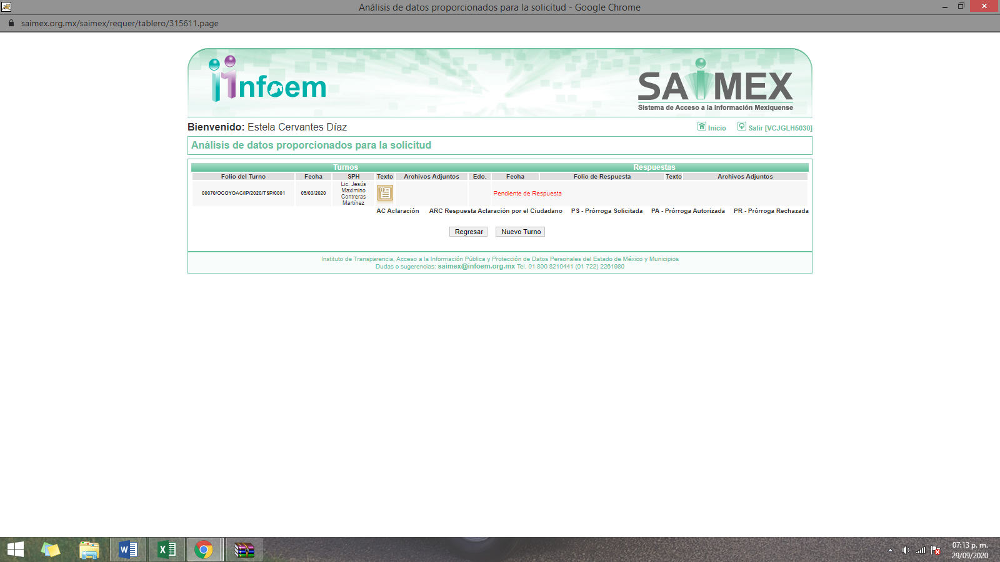 Análisis de datos proporcionados para la solicitud - Google Chrome
saimex.org.mx/saimex/requer/tablero/315611.page
infoem
SAIMEX
Sistema de Acceso a la Información Mexiquense
Bienvenido: Estela Cervantes Díaz
Inicio Salir [VCJGLH5030]
Análisis de datos proporcionados para la solicitud
Turnos Respuestas
Folio del Turno Fecha SPH Texto Archivos Adjuntos Edo. Fecha Folio de Respuesta Texto Archivos Adjuntos
00070/OCOYOAC/IP/2020/TSP/0001 09/03/2020 Lic. Jesús Maximino Contreras Martínez Pendiente de Respuesta
AC Aclaración ARC Respuesta Aclaración por el Ciudadano PS - Prórroga Solicitada PA - Prórroga Autorizada PR - Prórroga Rechazada
Regresar Nuevo Turno
Instituto de Transparencia, Acceso a la Información Pública y Protección de Datos Personales del Estado de México y Municipios
Dudas o sugerencias: saimex@infoem.org.mx Tel. 01 800 8210441 (01 722) 2261980
07:13 p. m.
29/09/2020